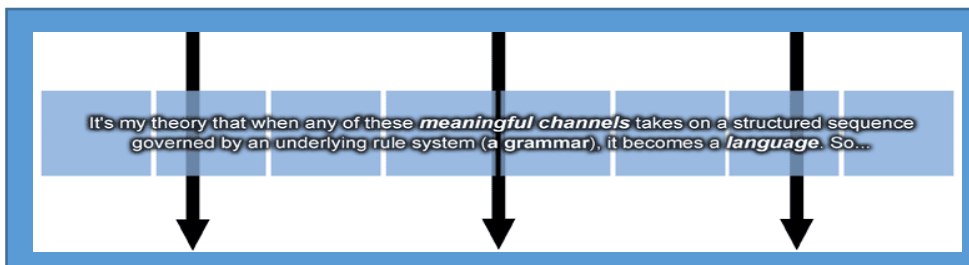 It's my theory that when any of these meaningful channels takes on a structured sequence
governed by an underlying rule system (a grammar), it becomes a language. So...